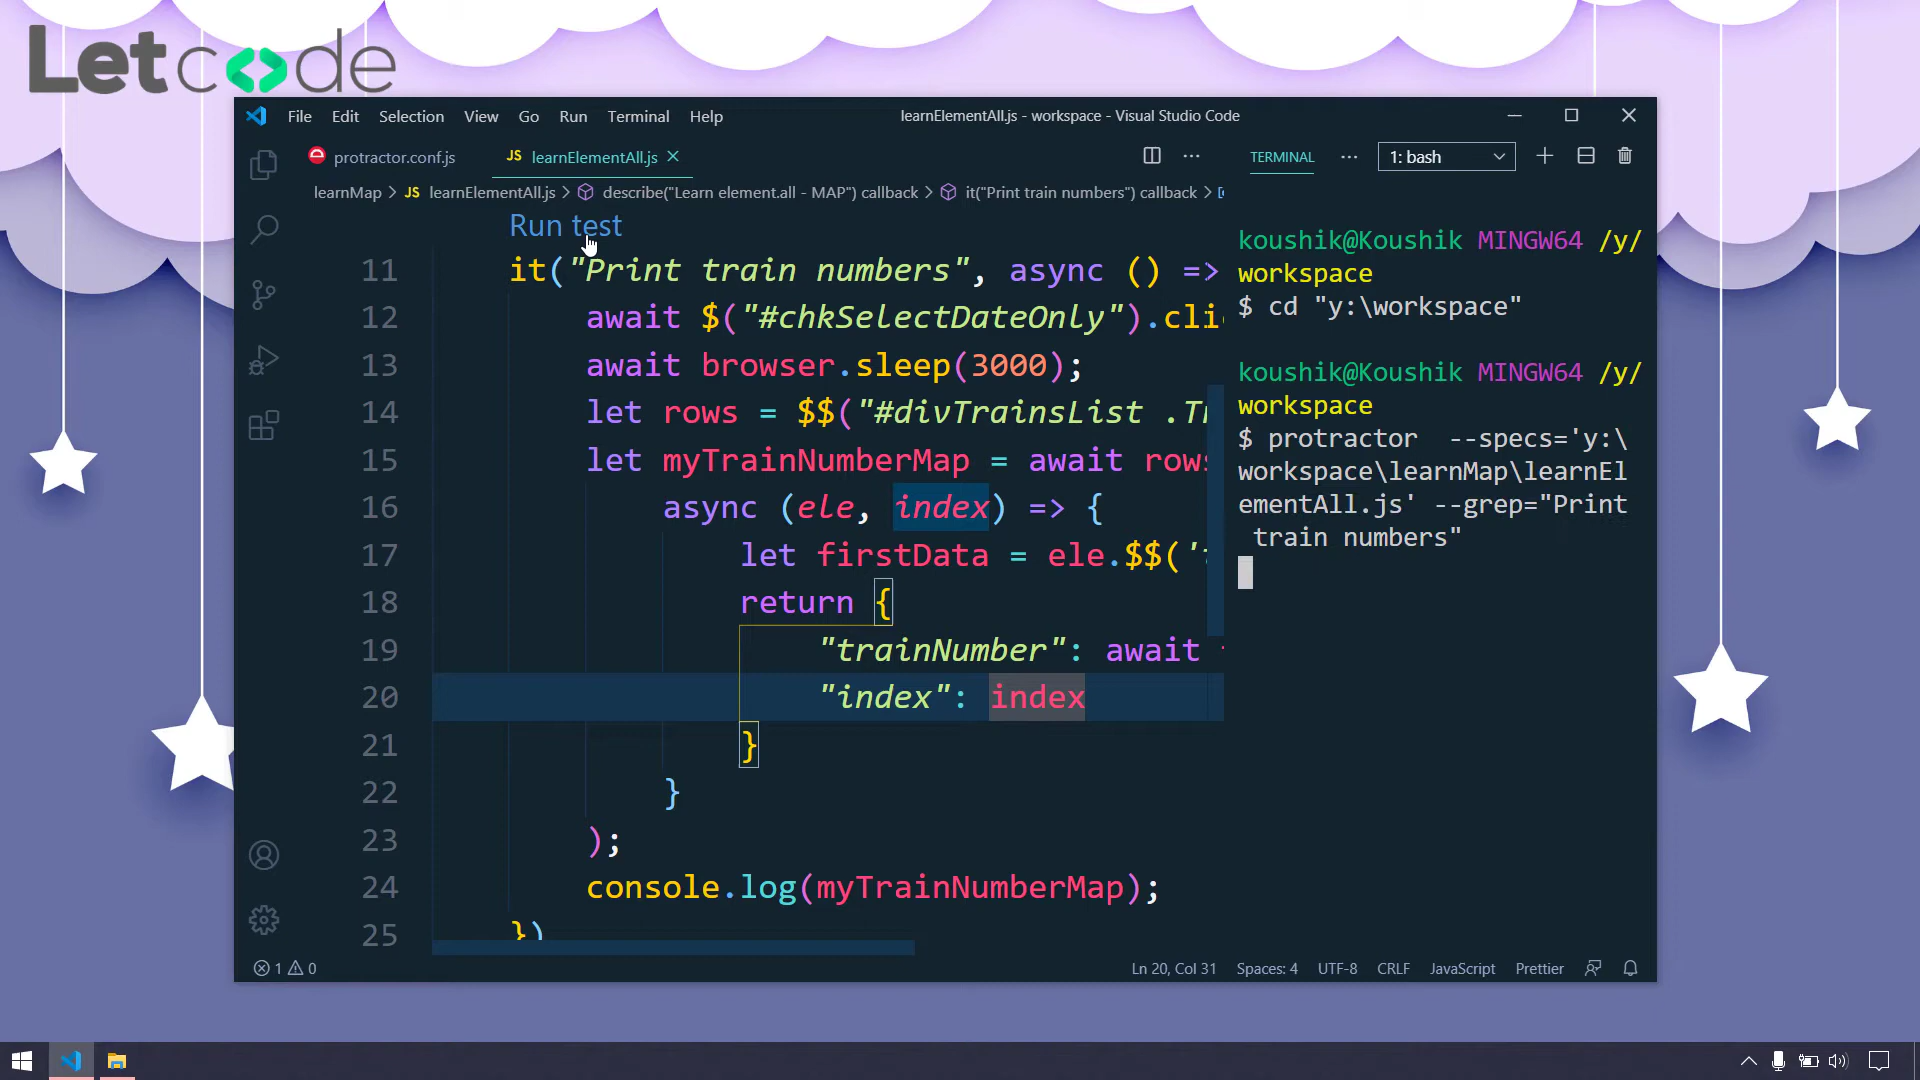 Letcode
File Edit Selection View Go Run Terminal Help
learnElementAll.js - workspace - Visual Studio Code
protractor.conf.js
JS learnElementAll.js
TERMINAL
1: bash
learnMap > JS learnElementAll.js > describe("Learn element.all - MAP") callback > it("Print train numbers") callback >
Run test
11 it("Print train numbers", async () =>
12 await $("#chkSelectDateOnly").clic
13 await browser.sleep(3000);
14 let rows = $$("#divTrainsList .Tr
15 let myTrainNumberMap = await rows
16 async (ele, index) => {
17 let firstData = ele.$$('t
18 return {
19 "trainNumber": await
20 "index": index
21 }
22 }
23 );
24 console.log(myTrainNumberMap);
25 })
koushik@Koushik MINGW64 /y/
workspace
$ cd "y:\workspace"
koushik@Koushik MINGW64 /y/
workspace
$ protractor --specs='y:\
workspace\learnMap\learnEl
ementAll.js' --grep="Print
train numbers"
1 0
Ln 20, Col 31 Spaces: 4 UTF-8 CRLF JavaScript Prettier